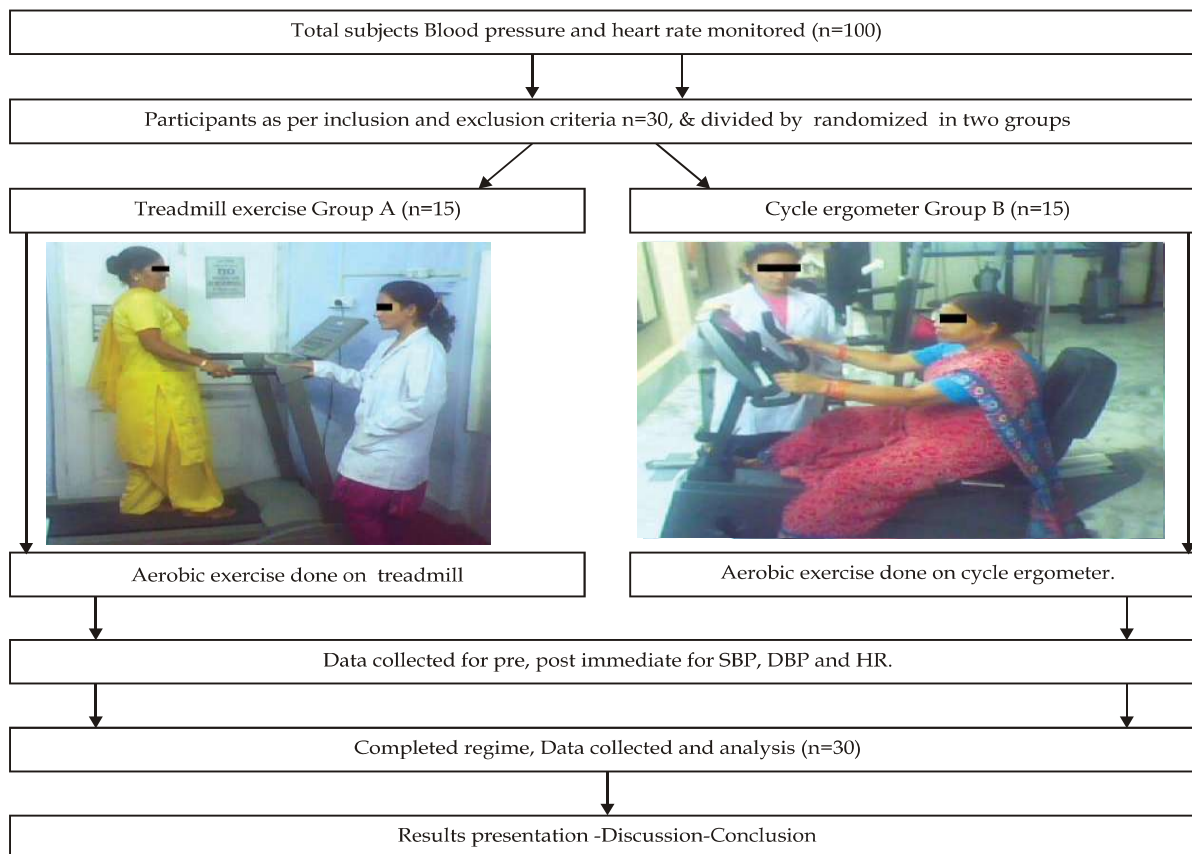 Total subjects Blood pressure and heart rate monitored (n=100)
Participants as per inclusion and exclusion criteria n=30, & divided by randomized in two groups
Treadmill exercise Group A (n=15)
Cycle ergometer Group B (n=15)
Aerobic exercise done on treadmill
Aerobic exercise done on cycle ergometer.
Data collected for pre, post immediate for SBP, DBP and HR.
Completed regime, Data collected and analysis (n=30)
Results presentation -Discussion-Conclusion